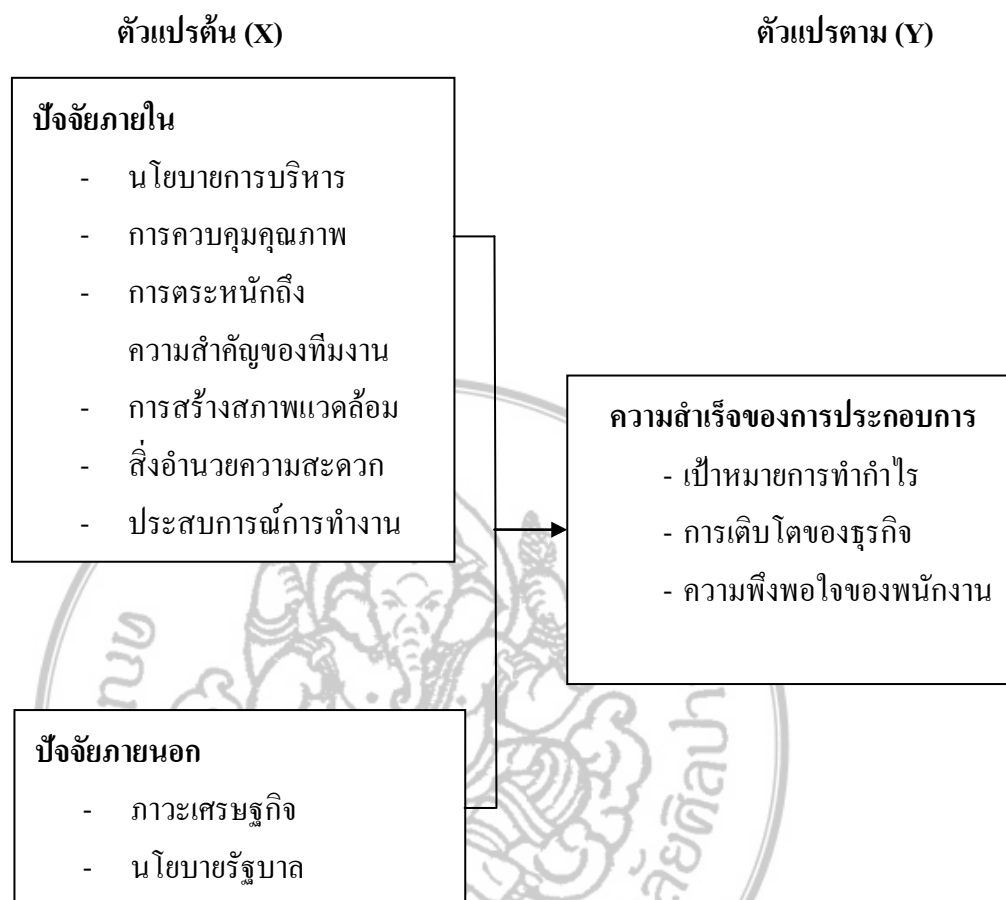 ตัวแปรต้น (X)
ตัวแปรตาม (Y)
ปัจจัยภายใน
- นโยบายการบริหาร
- การควบคุมคุณภาพ
- การตระหนักถึง
ความสำคัญของทีมงาน
- การสร้างสภาพแวดล้อม
- สิ่งอำนวยความสะดวก
- ประสบการณ์การทำงาน
ความสำเร็จของการประกอบการ
- เป้าหมายการทำกำไร
- การเติบโตของธุรกิจ
- ความพึงพอใจของพนักงาน
ปัจจัยภายนอก
- ภาวะเศรษฐกิจ
- นโยบายรัฐบาล